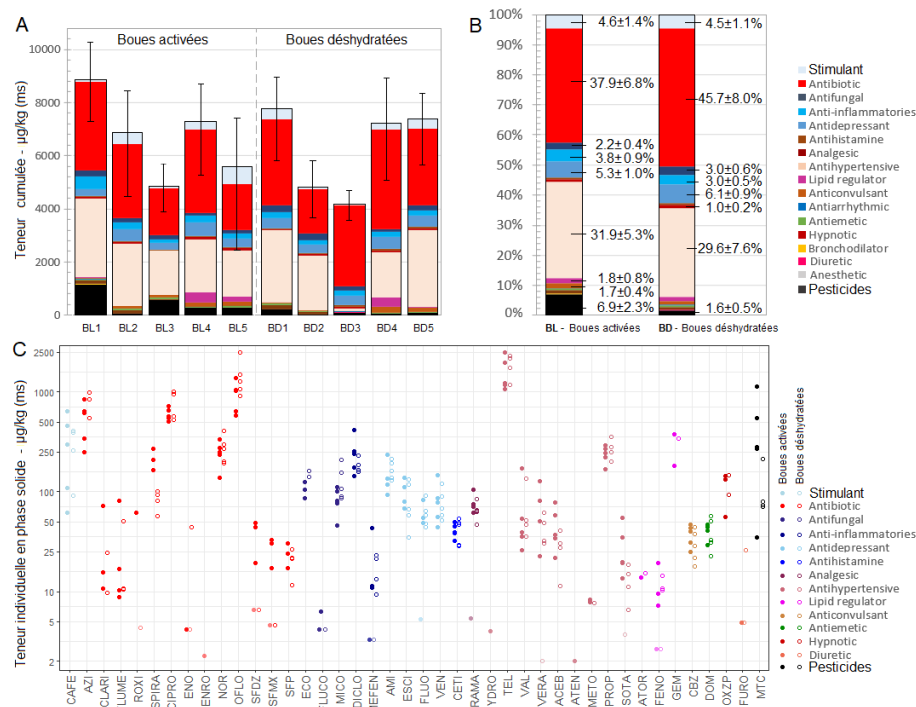 A
Boues activées
Boues déshydratées
Teneur cumulée - µg/kg (ms)
10000
8000
6000
4000
2000
0
BL1
BL2
BL3
BL4
BL5
BD1
BD2
BD3
BD4
BD5
B
100%
90%
80%
70%
60%
50%
40%
30%
20%
10%
0%
4.6±1.4%
37.9±6.8%
2.2±0.4%
3.8±0.9%
5.3±1.0%
31.9±5.3%
1.8±0.8%
1.7±0.4%
6.9±2.3%
4.5±1.1%
45.7±8.0%
3.0±0.6%
3.0±0.5%
6.1±0.9%
1.0±0.2%
29.6±7.6%
1.6±0.5%
BL - Boues activées
BD - Boues déshydratées
Stimulant
Antibiotic
Antifungal
Anti-inflammatories
Antidepressant
Antihistamine
Analgesic
Antihypertensive
Lipid regulator
Anticonvulsant
Antiarrhythmic
Antiemetic
Hypnotic
Bronchodilator
Diuretic
Anesthetic
Pesticides
C
Teneur individuelle en phase solide - µg/kg (ms)
2500
1000
500
250
100
50
25
10
5
2
CAFE
AZI
CLARI
LUME
ROXI
SPIRA
CIPRO
ENO
ENRO
NOR
OFLO
SFDZ
SFMX
SFP
ECO
FLUCO
MICO
DICLO
MEFEN
AMI
ESCI
FLUO
VEN
CETI
RAMA
YDRO
TEL
VAL
VERA
ACEB
ATEN
METO
PROP
SOTA
ATOR
FENO
GEM
CBZ
DOM
OXZP
FURO
MTC
Boues activées
Boues déshydratées
Stimulant
Antibiotic
Antifungal
Anti-inflammatories
Antidepressant
Antihistamine
Analgesic
Antihypertensive
Lipid regulator
Anticonvulsant
Antiemetic
Hypnotic
Diuretic
Pesticides